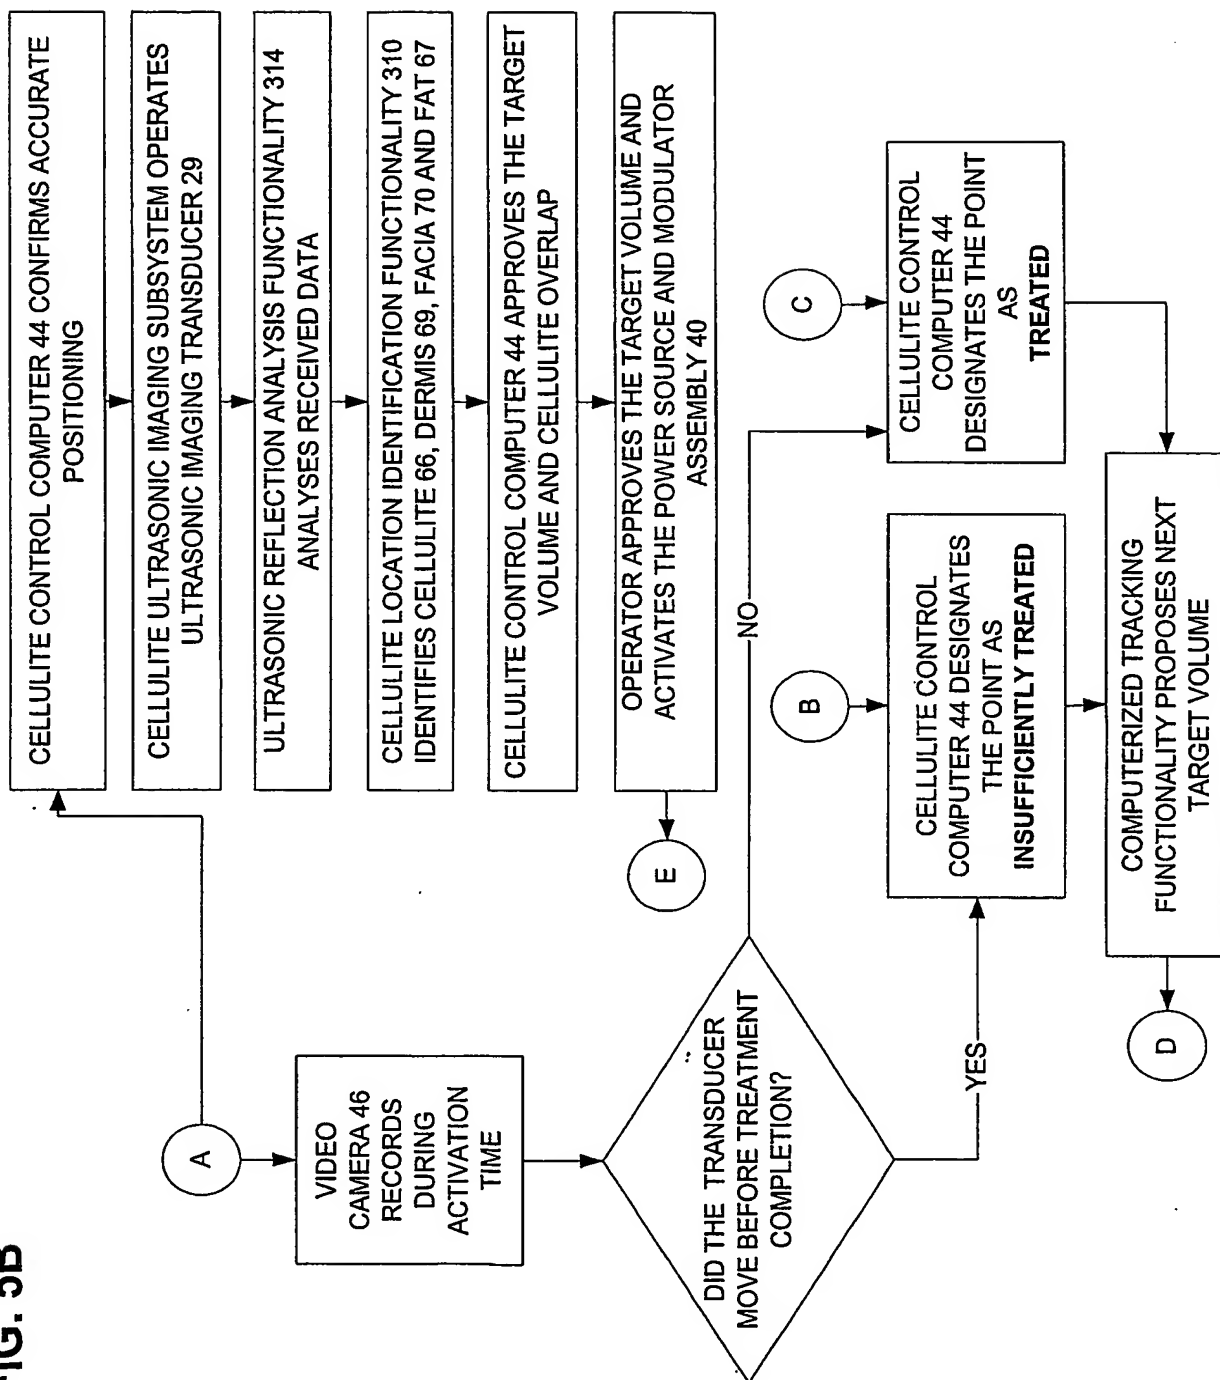 FIG. 5B
A
VIDEO
CAMERA 46
RECORDS
DURING
ACTIVATION
TIME
DID THE TRANSDUCER
MOVE BEFORE TREATMENT
COMPLETION?
YES
NO
CELLULITE CONTROL COMPUTER 44 CONFIRMS ACCURATE
POSITIONING
CELLULITE ULTRASONIC IMAGING SUBSYSTEM OPERATES
ULTRASONIC IMAGING TRANSDUCER 29
ULTRASONIC REFLECTION ANALYSIS FUNCTIONALITY 314
ANALYSES RECEIVED DATA
CELLULITE LOCATION IDENTIFICATION FUNCTIONALITY 310
IDENTIFIES CELLULITE 66, DERMIS 69, FACIA 70 AND FAT 67
CELLULITE CONTROL COMPUTER 44 APPROVES THE TARGET
VOLUME AND CELLULITE OVERLAP
OPERATOR APPROVES THE TARGET VOLUME AND
ACTIVATES THE POWER SOURCE AND MODULATOR
ASSEMBLY 40
E
B
CELLULITE CONTROL
COMPUTER 44 DESIGNATES
THE POINT AS
INSUFFICIENTLY TREATED
C
CELLULITE CONTROL
COMPUTER 44
DESIGNATES THE POINT
AS
TREATED
COMPUTERIZED TRACKING
FUNCTIONALITY PROPOSES NEXT
TARGET VOLUME
D